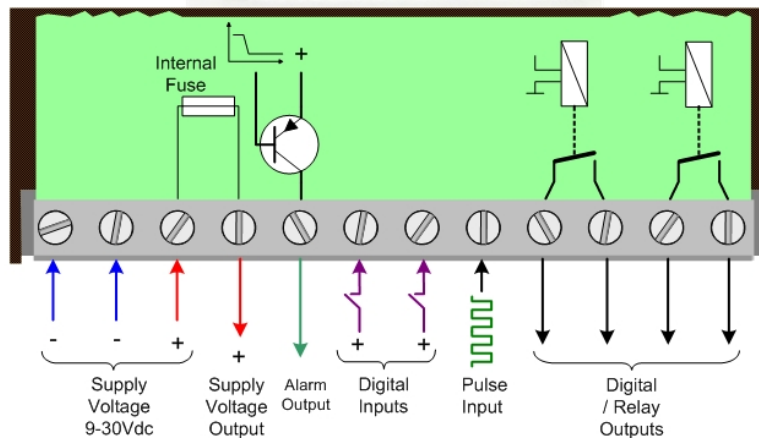 Internal
Fuse
+
- - + + + +
Supply
Voltage
9-30Vdc
Supply
Voltage
Output
Alarm
Output
Digital
Inputs
Pulse
Input
Digital
/ Relay
Outputs